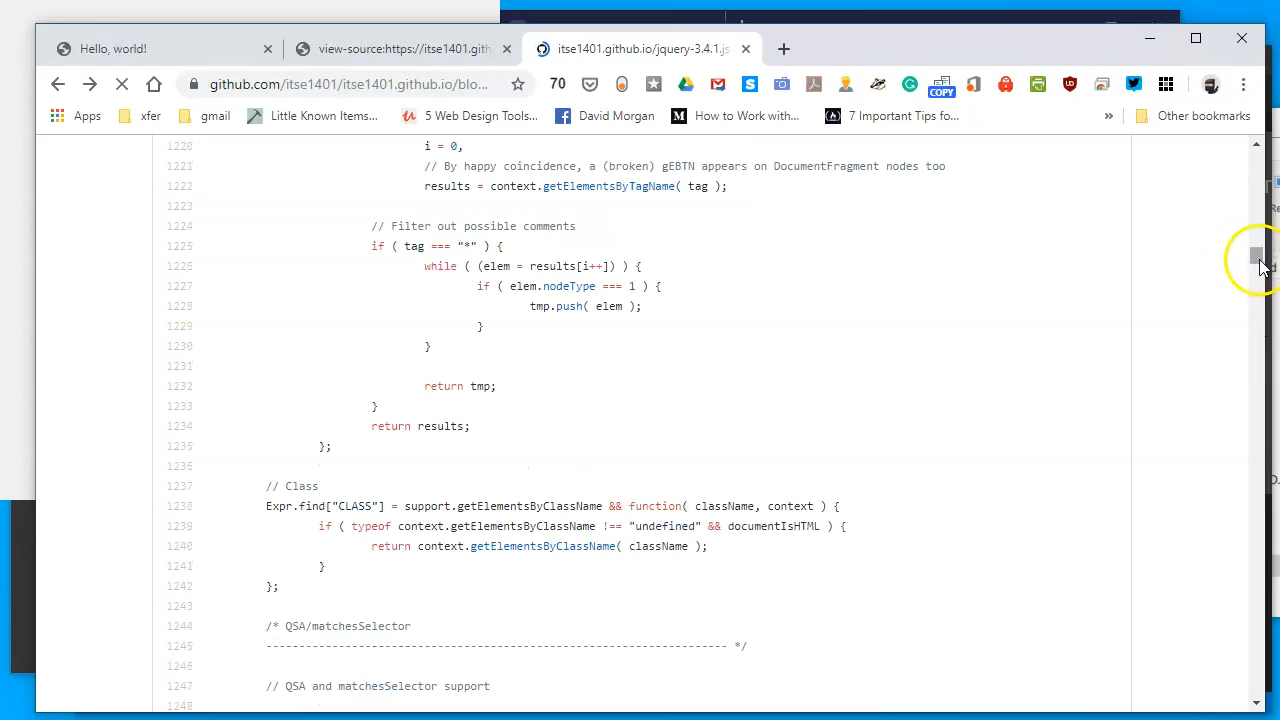 Hello, world!
view-source:https://itse1401.gith
itse1401.github.io/jquery-3.4.1.js
github.com/itse1401/itse1401.github.io/blo...
70
COPY
Apps
xfer
gmail
Little Known Items...
5 Web Design Tools...
David Morgan
How to Work with...
7 Important Tips fo...
»
Other bookmarks
1220 i = 0,
1221 // By happy coincidence, a (broken) gEBTN appears on DocumentFragment nodes too
1222 results = context.getElementsByTagName( tag );
1223
1224 // Filter out possible comments
1225 if ( tag === "*" ) {
1226 while ( (elem = results[i++]) ) {
1227 if ( elem.nodeType === 1 ) {
1228 tmp.push( elem );
1229 }
1230 }
1231
1232 return tmp;
1233 }
1234 return results;
1235 };
1236
1237 // Class
1238 Expr.find["CLASS"] = support.getElementsByClassName && function( className, context ) {
1239 if ( typeof context.getElementsByClassName !== "undefined" && documentIsHTML ) {
1240 return context.getElementsByClassName( className );
1241 }
1242 };
1243
1244 /* QSA/matchesSelector
1245 ---------------------------------------------------------------------- */
1246
1247 // QSA and matchesSelector support
1248